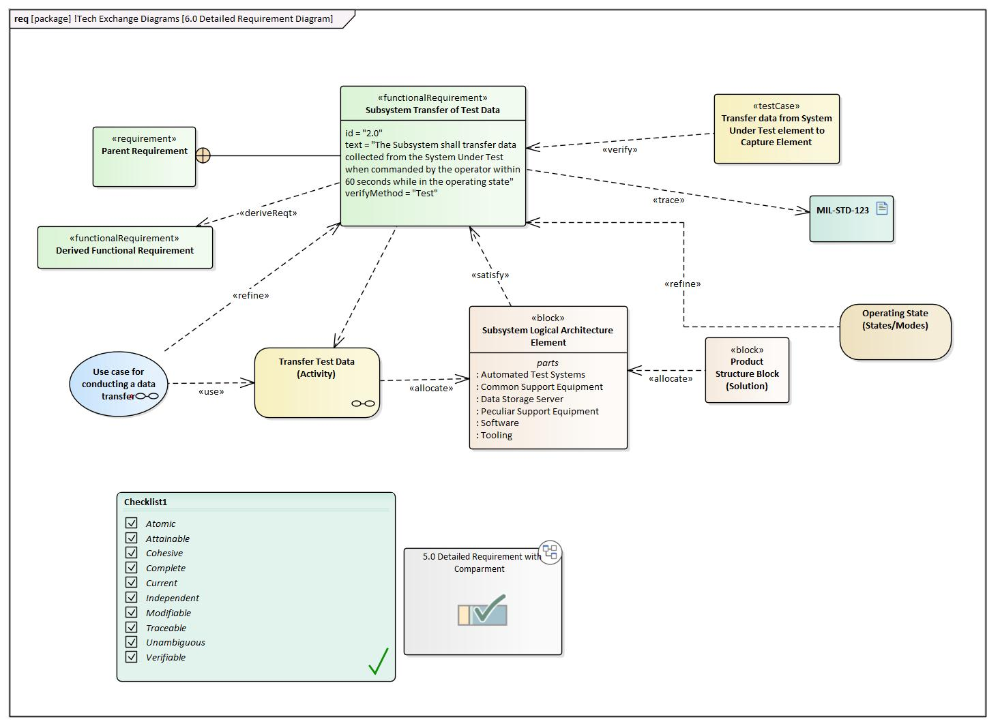 req [package] !Tech Exchange Diagrams [6.0 Detailed Requirement Diagram]
«functionalRequirement»
Subsystem Transfer of Test Data
id = "2.0"
text = "The Subsystem shall transfer data
collected from the System Under Test
when commanded by the operator within
60 seconds while in the operating state"
verifyMethod = "Test"
«testCase»
Transfer data from System
Under Test element to
Capture Element
«requirement»
Parent Requirement
«verify»
«trace»
MIL-STD-123
«deriveReqt»
«functionalRequirement»
Derived Functional Requirement
«refine»
«satisfy»
«refine»
Operating State
(States/Modes)
«block»
Subsystem Logical Architecture
Element
parts
: Automated Test Systems
: Common Support Equipment
: Data Storage Server
: Peculiar Support Equipment
: Software
: Tooling
«block»
Product
Structure Block
(Solution)
«allocate»
Use case for
conducting a data
transfer
«use»
Transfer Test Data
(Activity)
«allocate»
Checklist1
Atomic
Attainable
Cohesive
Complete
Current
Independent
Modifiable
Traceable
Unambiguous
Verifiable
5.0 Detailed Requirement with
Comparment